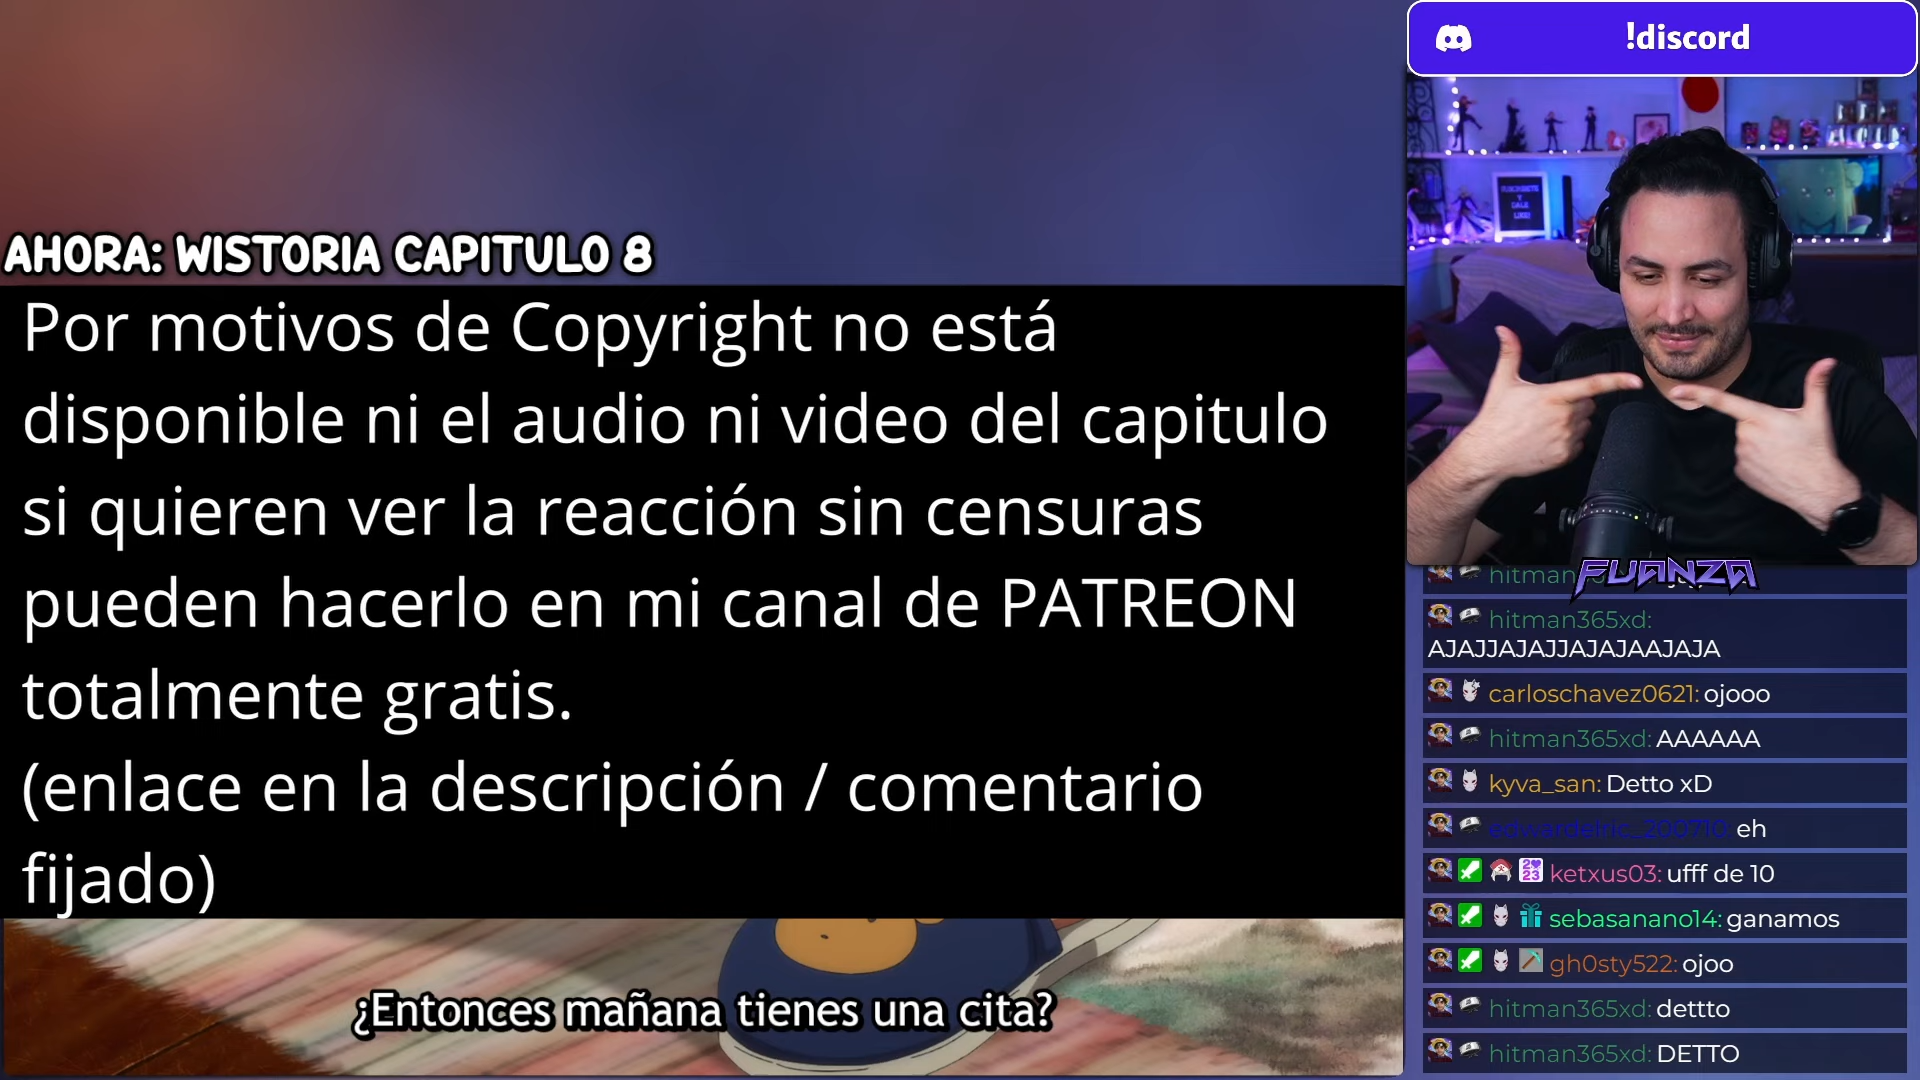 !discord
AHORA: WISTORIA CAPITULO 8
Por motivos de Copyright no está
disponible ni el audio ni video del capitulo
si quieren ver la reacción sin censuras
pueden hacerlo en mi canal de PATREON
totalmente gratis.
(enlace en la descripción / comentario
fijado)
¿Entonces mañana tienes una cita?
FUANZA
hitman
hitman365xd:
AJAJJAJAJJAJAJAAJAJA
carloschavez0621: ojooo
hitman365xd: AAAAAA
kyva_san: Detto xD
edwardelric_200710: eh
ketxus03: ufff de 10
sebasanano14: ganamos
gh0sty522: ojoo
hitman365xd: dettto
hitman365xd: DETTO